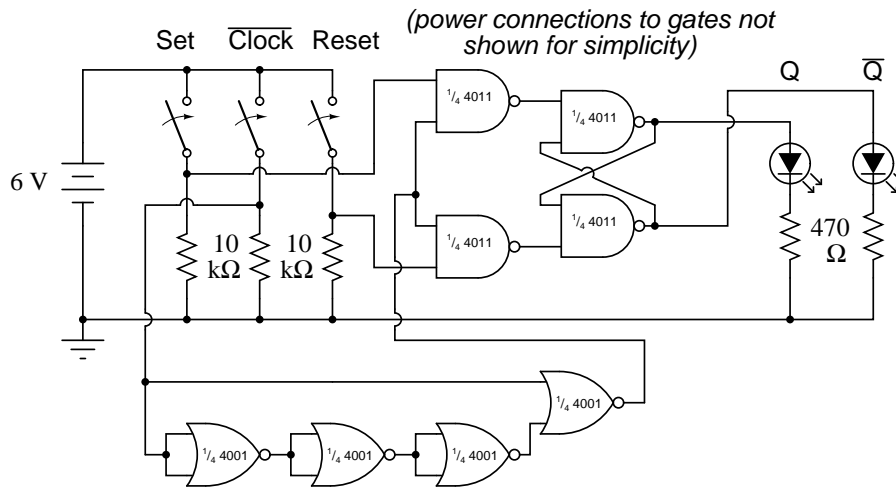 (power connections to gates not
shown for simplicity)
Set
C̅l̅o̅c̅k̅
Reset
Q
Q̅
6 V
¹/₄ 4011
¹/₄ 4011
¹/₄ 4011
¹/₄ 4011
10
kΩ
10
kΩ
470
Ω
¹/₄ 4001
¹/₄ 4001
¹/₄ 4001
¹/₄ 4001